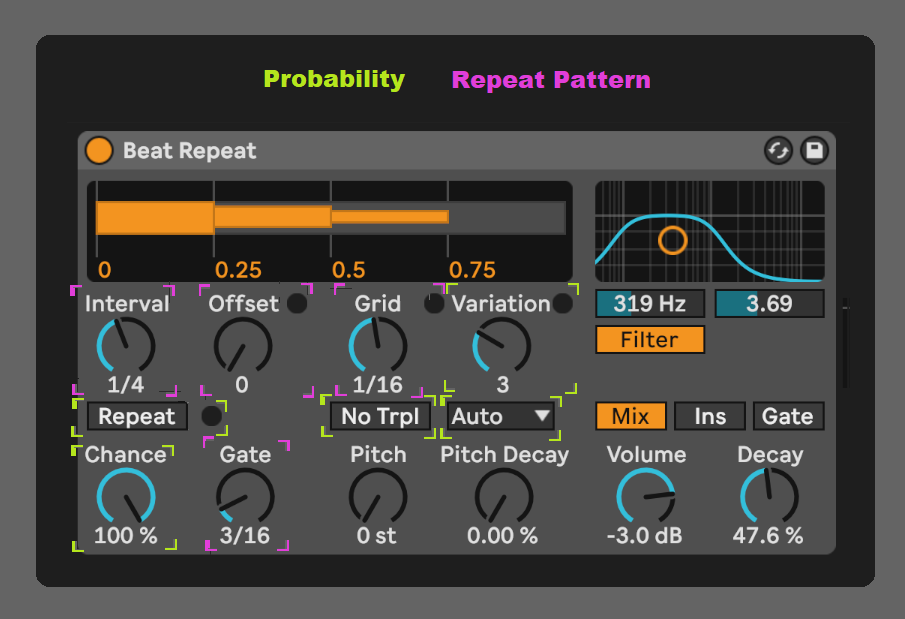 Probability Repeat Pattern
Beat Repeat
0 0.25 0.5 0.75
Interval Offset Grid Variation
319 Hz 3.69
Filter
1/4 0 1/16 3
Repeat No Trpl Auto Mix Ins Gate
Chance Gate Pitch Pitch Decay Volume Decay
100 % 3/16 0 st 0.00 % -3.0 dB 47.6 %